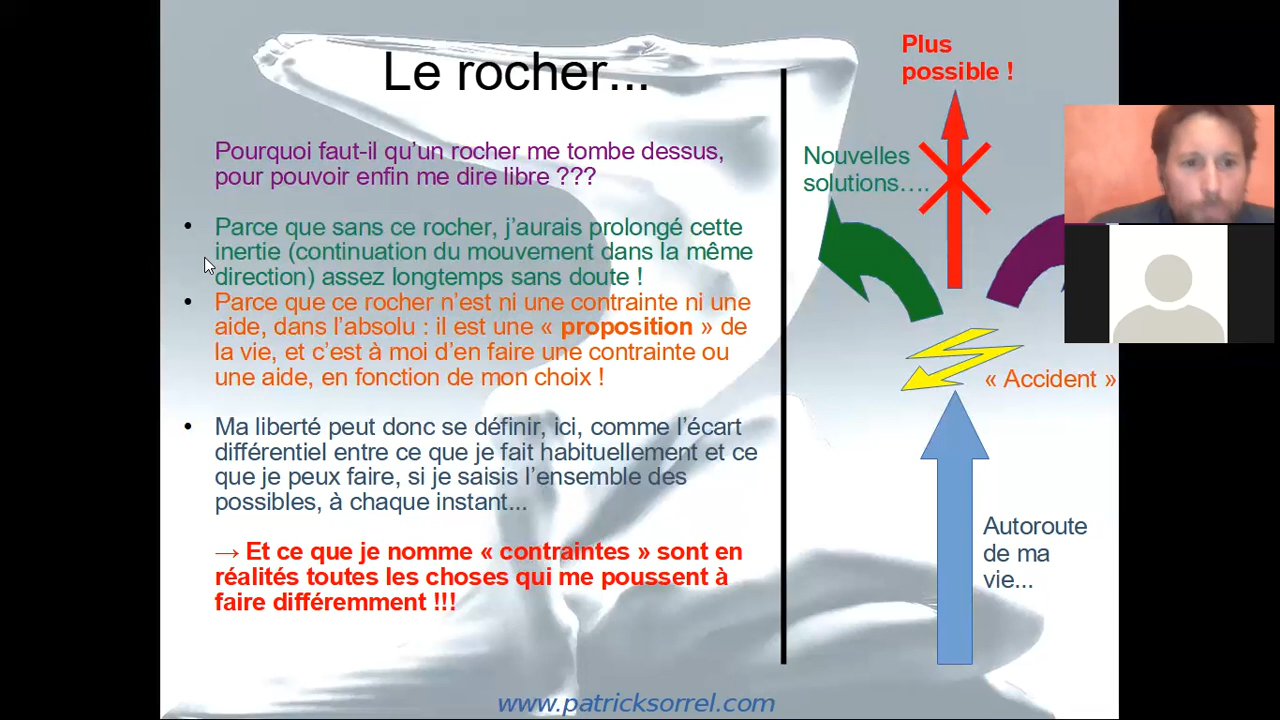 Le rocher...
Pourquoi faut-il qu'un rocher me tombe dessus,
pour pouvoir enfin me dire libre ???
• Parce que sans ce rocher, j'aurais prolongé cette
inertie (continuation du mouvement dans la même
direction) assez longtemps sans doute !
• Parce que ce rocher n'est ni une contrainte ni une
aide, dans l'absolu : il est une « proposition » de
la vie, et c'est à moi d'en faire une contrainte ou
une aide, en fonction de mon choix !
• Ma liberté peut donc se définir, ici, comme l'écart
différentiel entre ce que je fait habituellement et ce
que je peux faire, si je saisis l'ensemble des
possibles, à chaque instant...
→ Et ce que je nomme « contraintes » sont en
réalités toutes les choses qui me poussent à
faire différemment !!!
Plus
possible !
Nouvelles
solutions….
« Accident »
Autoroute
de ma
vie...
www.patricksorrel.com